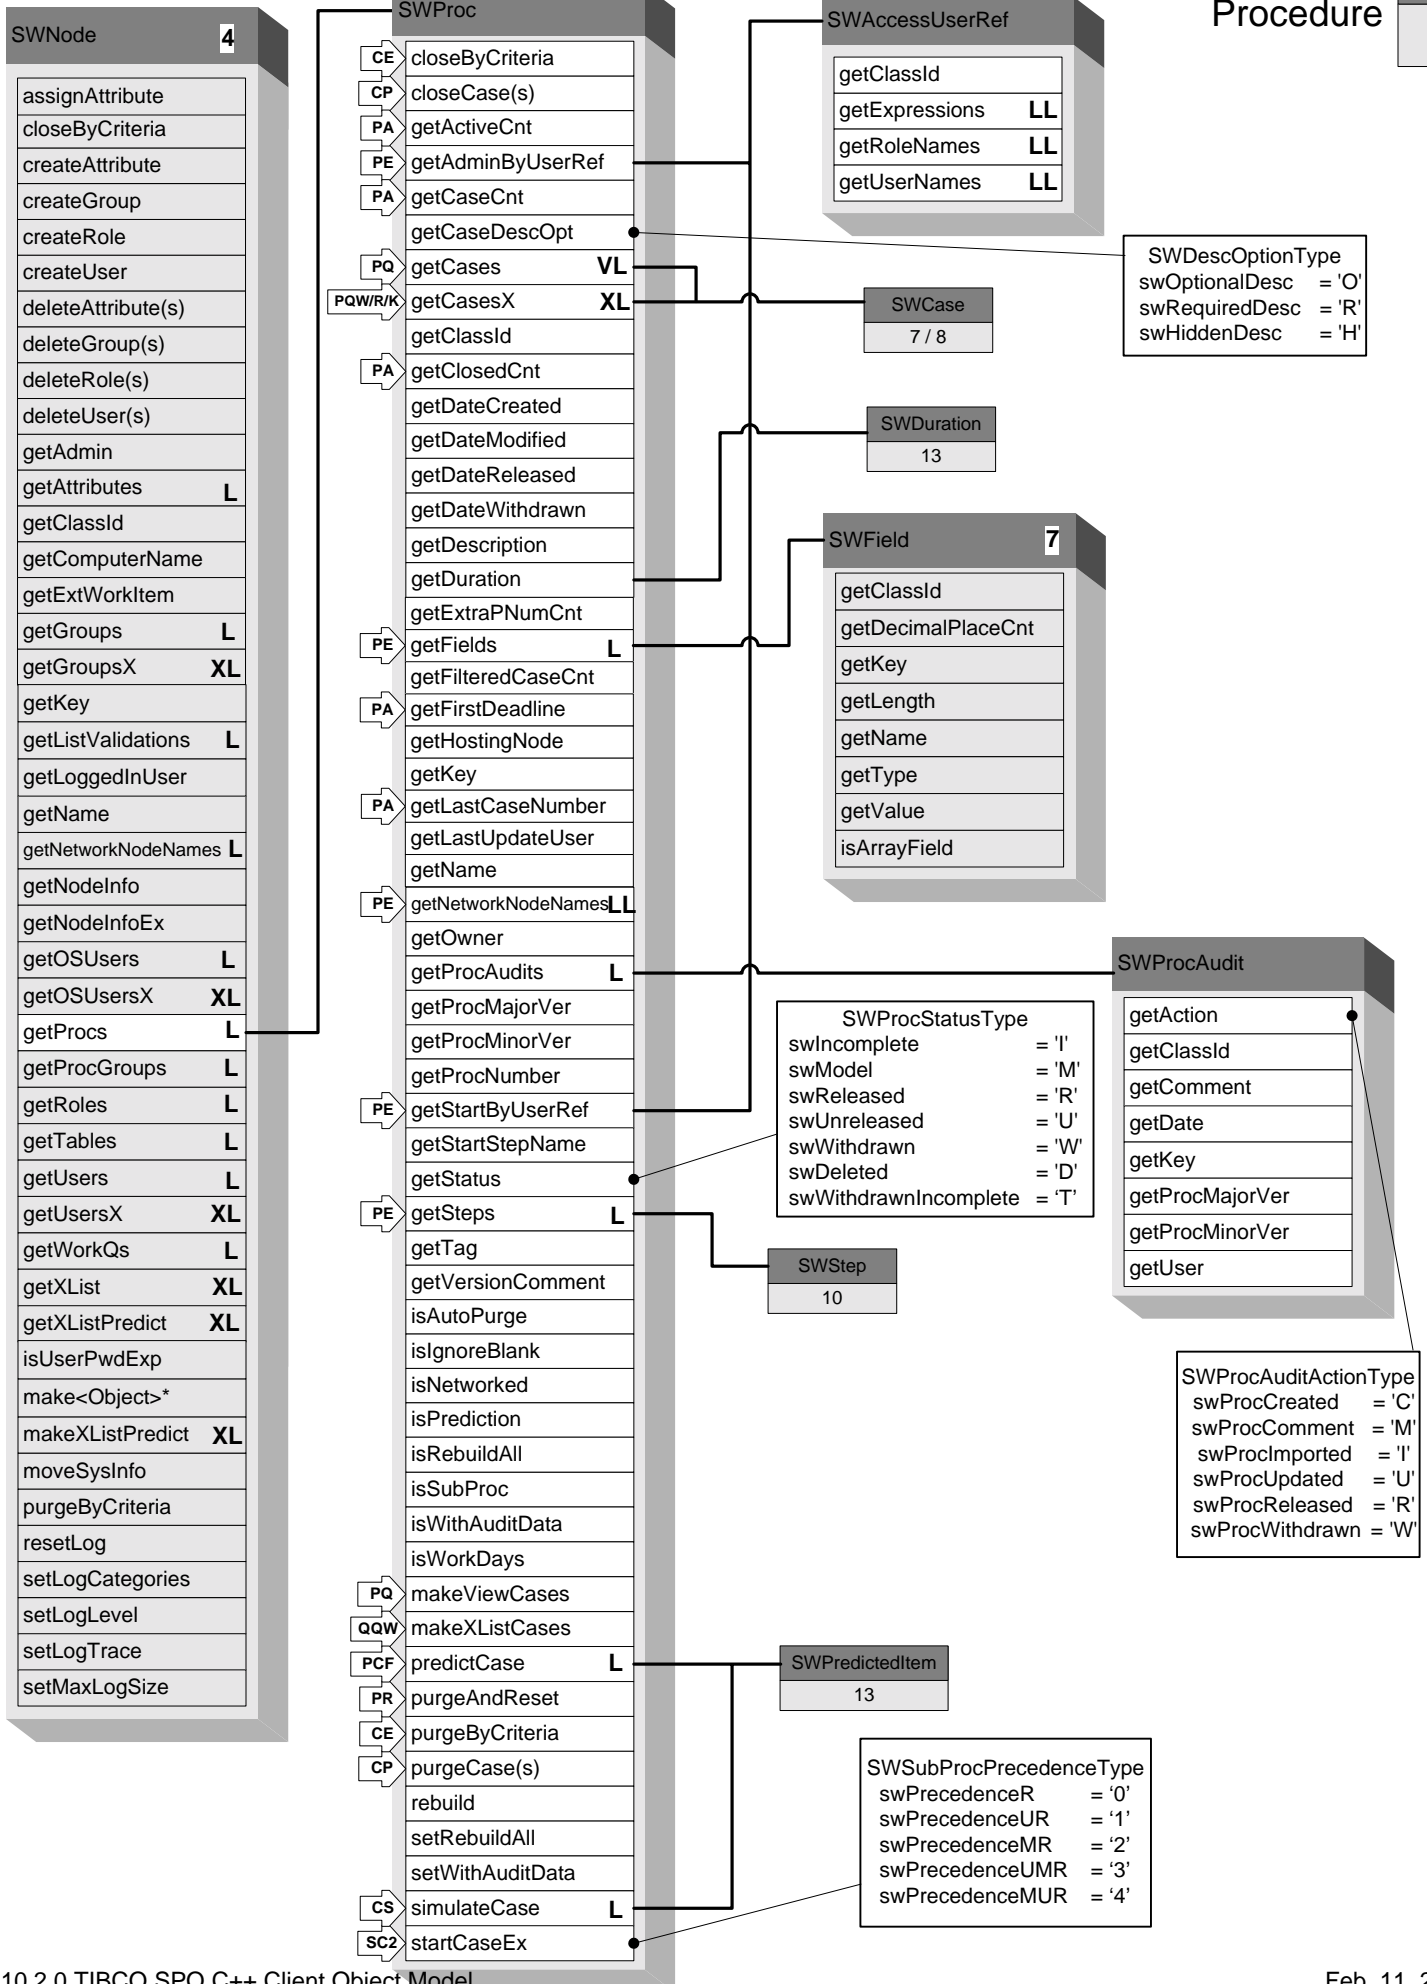 Procedure
SWNode 4
assignAttribute
closeByCriteria
createAttribute
createGroup
createRole
createUser
deleteAttribute(s)
deleteGroup(s)
deleteRole(s)
deleteUser(s)
getAdmin
getAttributes L
getClassId
getComputerName
getExtWorkItem
getGroups L
getGroupsX XL
getKey
getListValidations L
getLoggedInUser
getName
getNetworkNodeNames L
getNodeInfo
getNodeInfoEx
getOSUsers L
getOSUsersX XL
getProcs L
getProcGroups L
getRoles L
getTables L
getUsers L
getUsersX XL
getWorkQs L
getXList XL
getXListPredict XL
isUserPwdExp
make<Object>*
makeXListPredict XL
moveSysInfo
purgeByCriteria
resetLog
setLogCategories
setLogLevel
setLogTrace
setMaxLogSize
SWProc
CE closeByCriteria
CP closeCase(s)
PA getActiveCnt
PE getAdminByUserRef
PA getCaseCnt
getCaseDescOpt
PQ getCases VL
PQW/R/K getCasesX XL
getClassId
PA getClosedCnt
getDateCreated
getDateModified
getDateReleased
getDateWithdrawn
getDescription
getDuration
getExtraPNumCnt
PE getFields L
getFilteredCaseCnt
PA getFirstDeadline
getHostingNode
getKey
PA getLastCaseNumber
getLastUpdateUser
getName
PE getNetworkNodeNames LL
getOwner
getProcAudits L
getProcMajorVer
getProcMinorVer
getProcNumber
PE getStartByUserRef
getStartStepName
getStatus
PE getSteps L
getTag
getVersionComment
isAutoPurge
isIgnoreBlank
isNetworked
isPrediction
isRebuildAll
isSubProc
isWithAuditData
isWorkDays
PQ makeViewCases
QQW makeXListCases
PCF predictCase L
PR purgeAndReset
CE purgeByCriteria
CP purgeCase(s)
rebuild
setRebuildAll
setWithAuditData
CS simulateCase L
SC2 startCaseEx
SWAccessUserRef
getClassId
getExpressions LL
getRoleNames LL
getUserNames LL
SWDescOptionType
swOptionalDesc = 'O'
swRequiredDesc = 'R'
swHiddenDesc = 'H'
SWCase
7 / 8
SWDuration
13
SWField 7
getClassId
getDecimalPlaceCnt
getKey
getLength
getName
getType
getValue
isArrayField
SWProcAudit
getAction
getClassId
getComment
getDate
getKey
getProcMajorVer
getProcMinorVer
getUser
SWProcStatusType
swIncomplete = 'I'
swModel = 'M'
swReleased = 'R'
swUnreleased = 'U'
swWithdrawn = 'W'
swDeleted = 'D'
swWithdrawnIncomplete = ‘T’
SWStep
10
SWProcAuditActionType
swProcCreated = 'C'
swProcComment = 'M'
swProcImported = 'I'
swProcUpdated = 'U'
swProcReleased = 'R'
swProcWithdrawn = 'W'
SWPredictedItem
13
SWSubProcPrecedenceType
swPrecedenceR = ‘0’
swPrecedenceUR = ‘1’
swPrecedenceMR = ‘2’
swPrecedenceUMR = ‘3’
swPrecedenceMUR = ‘4’
10.2.0 TIBCO SPO C++ Client Object Model
Feb. 11, 2